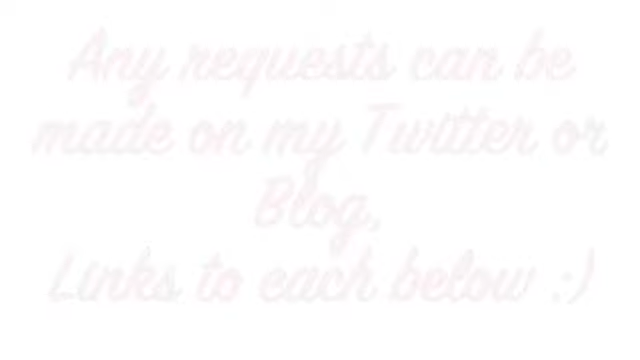 Any requests can be
made on my Twitter or
Blog,
Links to each below :)